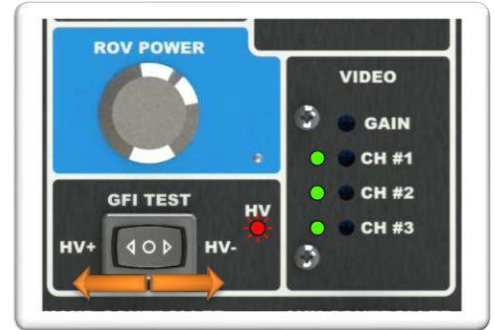 ROV POWER
VIDEO
GAIN
CH #1
CH #2
CH #3
GFI TEST
HV
HV+
HV-